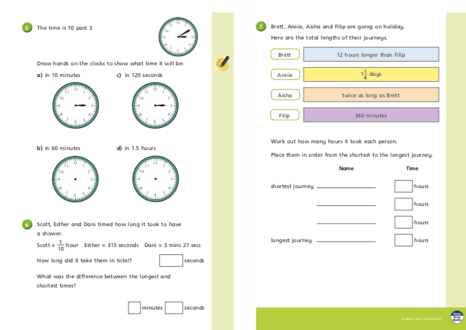 5 The time is 10 past 3
Draw hands on the clocks to show what time it will be:
a) in 10 minutes c) in 120 seconds
b) in 60 minutes d) in 1.5 hours
6 Scott, Esther and Dani timed how long it took to have
a shower.
Scott = 1/10 hour Esther = 315 seconds Dani = 3 mins 27 secs
How long did it take them in total? seconds
What was the difference between the longest and
shortest times?
minutes seconds
7 Brett, Annie, Aisha and Filip are going on holiday.
Here are the total lengths of their journeys.
Brett 12 hours longer than Filip
Annie 1 1/4 days
Aisha twice as long as Brett
Filip 360 minutes
Work out how many hours it took each person.
Place them in order from the shortest to the longest journey.
Name Time
shortest journey hours
hours
hours
longest journey hours